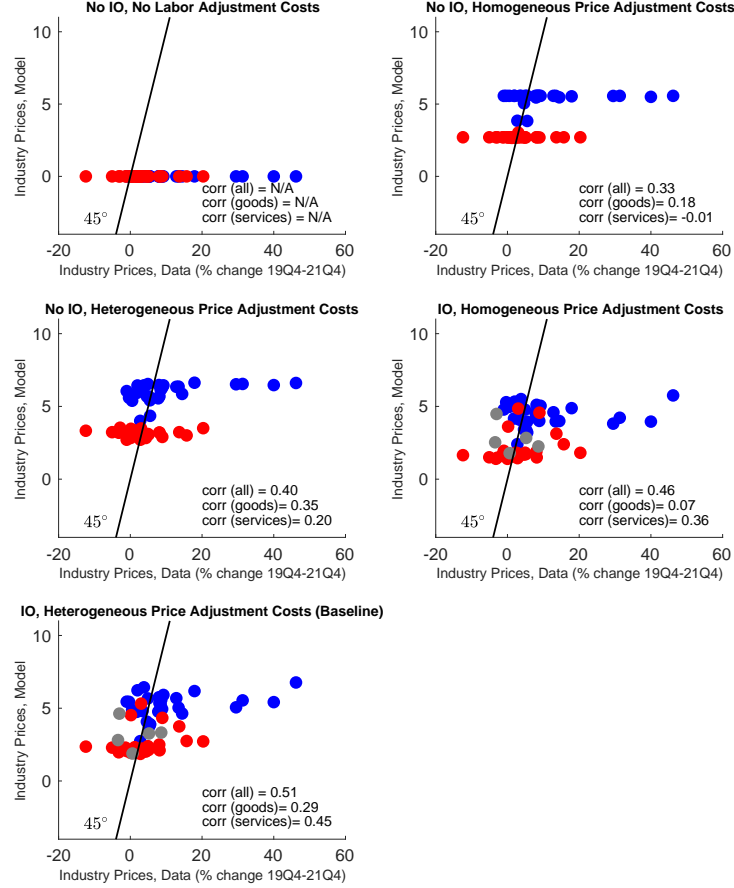 No IO, No Labor Adjustment Costs
10
5
0
Industry Prices, Model
45°
corr (all) = N/A
corr (goods) = N/A
corr (services) = N/A
-20 0 20 40 60
Industry Prices, Data (% change 19Q4-21Q4)
No IO, Homogeneous Price Adjustment Costs
10
5
0
Industry Prices, Model
45°
corr (all) = 0.33
corr (goods)= 0.18
corr (services)= -0.01
-20 0 20 40 60
Industry Prices, Data (% change 19Q4-21Q4)
No IO, Heterogeneous Price Adjustment Costs
10
5
0
Industry Prices, Model
45°
corr (all) = 0.40
corr (goods)= 0.35
corr (services)= 0.20
-20 0 20 40 60
Industry Prices, Data (% change 19Q4-21Q4)
IO, Homogeneous Price Adjustment Costs
10
5
0
Industry Prices, Model
45°
corr (all) = 0.46
corr (goods)= 0.07
corr (services)= 0.36
-20 0 20 40 60
Industry Prices, Data (% change 19Q4-21Q4)
IO, Heterogeneous Price Adjustment Costs (Baseline)
10
5
0
Industry Prices, Model
45°
corr (all) = 0.51
corr (goods)= 0.29
corr (services)= 0.45
-20 0 20 40 60
Industry Prices, Data (% change 19Q4-21Q4)